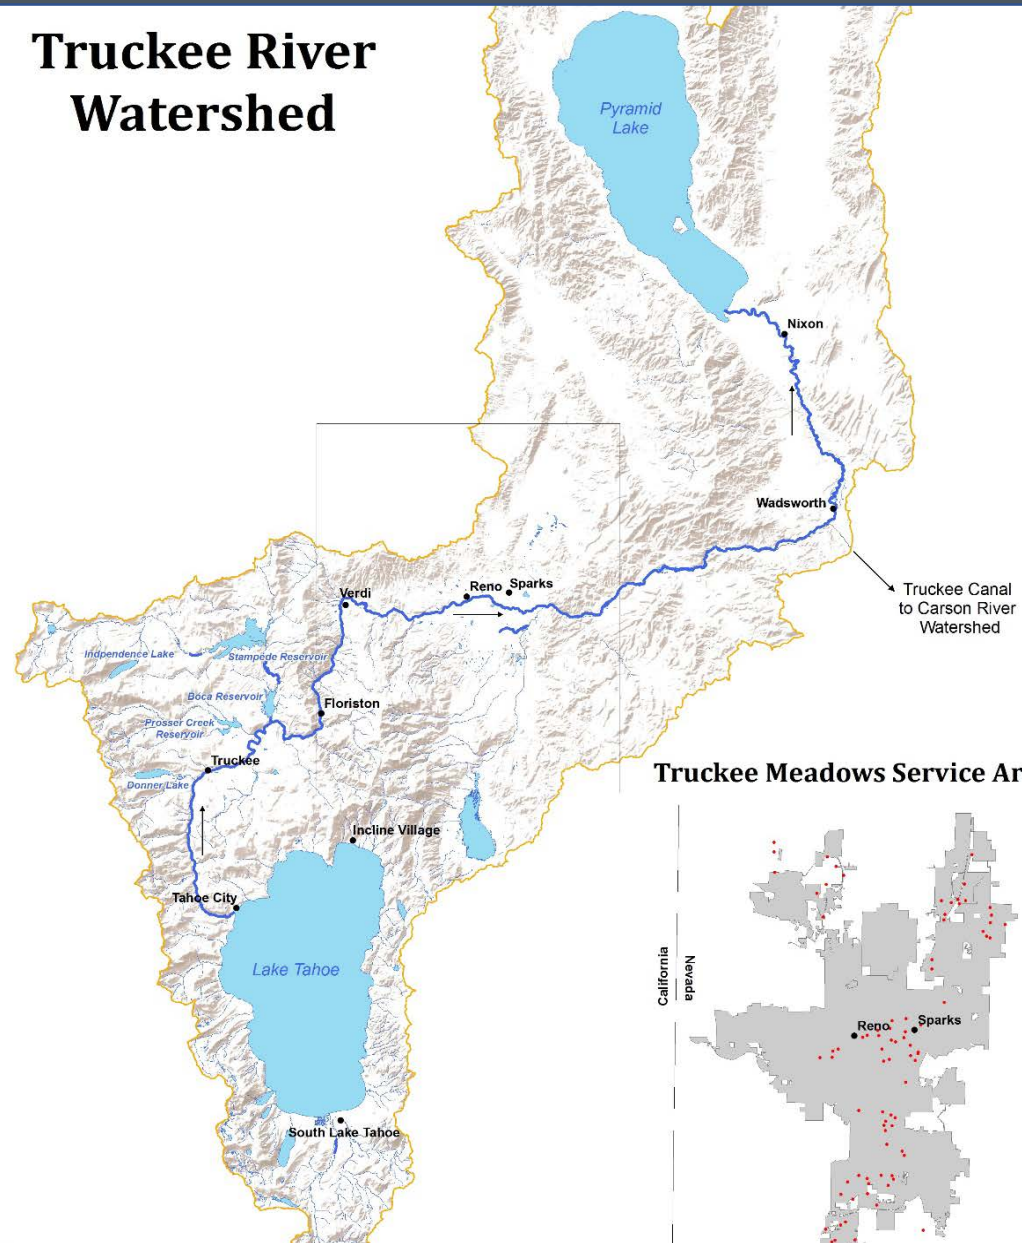 Truckee River
Watershed
Pyramid
Lake
Nixon
Wadsworth
Truckee Canal
to Carson River
Watershed
Reno
Sparks
Verdi
Indpendence Lake
Stampede Reservoir
Boca Reservoir
Prosser Creek
Reservoir
Floriston
Truckee
Donner Lake
Incline Village
Tahoe City
Lake Tahoe
South Lake Tahoe
Truckee Meadows Service Ar
California
Nevada
Reno
Sparks